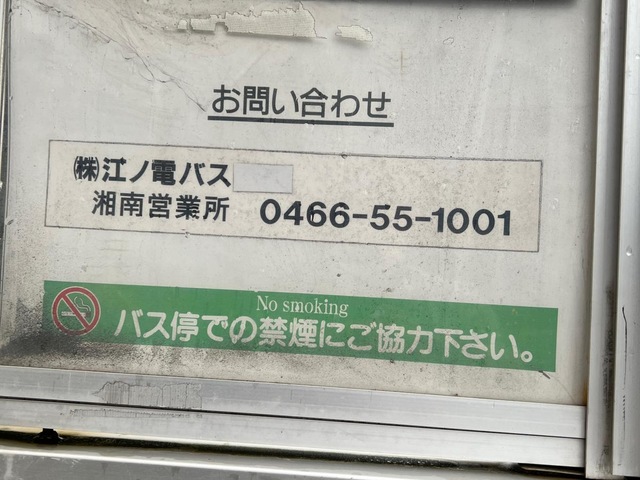 お問い合わせ
㈱江ノ電バス
湘南営業所 0466-55-1001
No smoking
バス停での禁煙にご協力下さい。